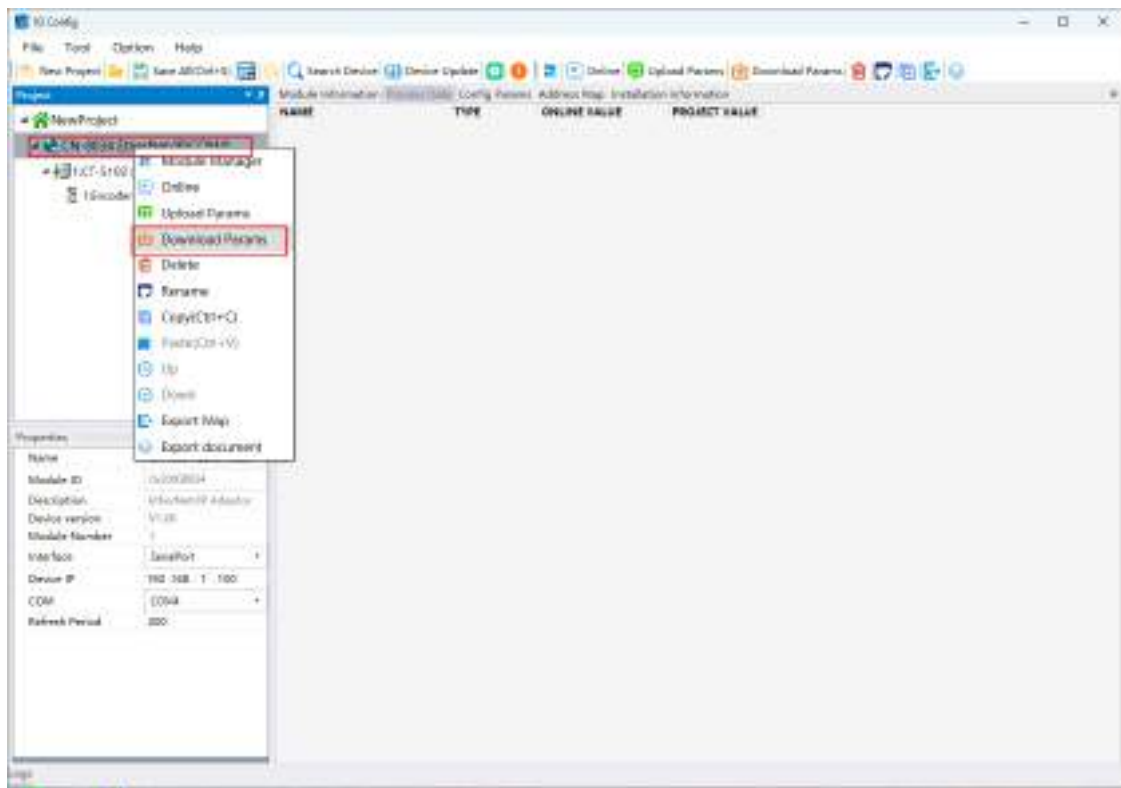 IO Config
File Tool Option Help
New Project Save All(Ctrl+S) Search Device Device Update Online Upload Params Download Params
Project
Module Information Process Data Config Params Address Map Installation Information
NAME TYPE ONLINE VALUE PROJECT VALUE
NewProject
Module Manager
Online
Upload Params
Download Params
Delete
Rename
Copy(Ctrl+C)
Paste(Ctrl+V)
Up
Down
Export Map
Export document
Properties
Name
Module ID
Description EtherNet/IP Adapter
Device version
Module Number 1
Interface SerialPort
Device IP 192 168 1 100
COM
Refresh Period
Logs